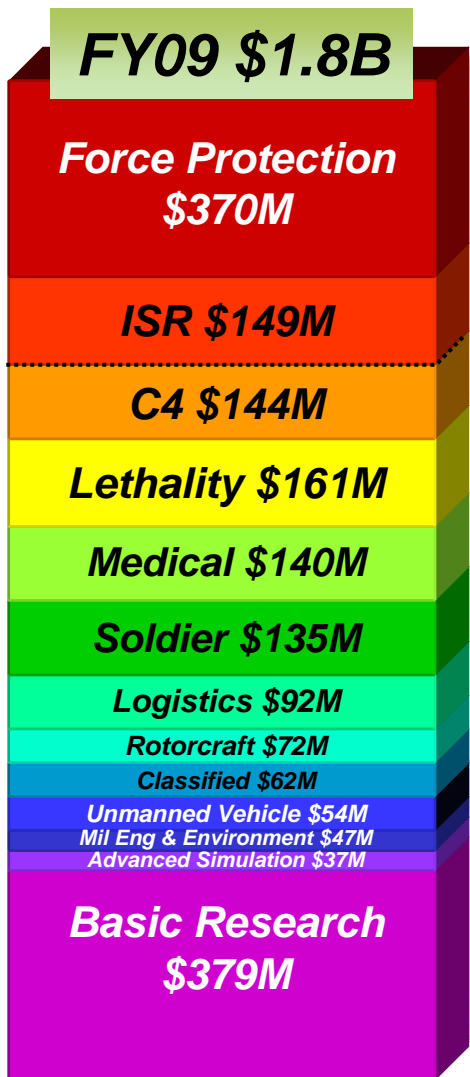 FY09 $1.8B
Force Protection
$370M
ISR $149M
C4 $144M
Lethality $161M
Medical $140M
Soldier $135M
Logistics $92M
Rotorcraft $72M
Classified $62M
Unmanned Vehicle $54M
Mil Eng & Environment $47M
Advanced Simulation $37M
Basic Research
$379M